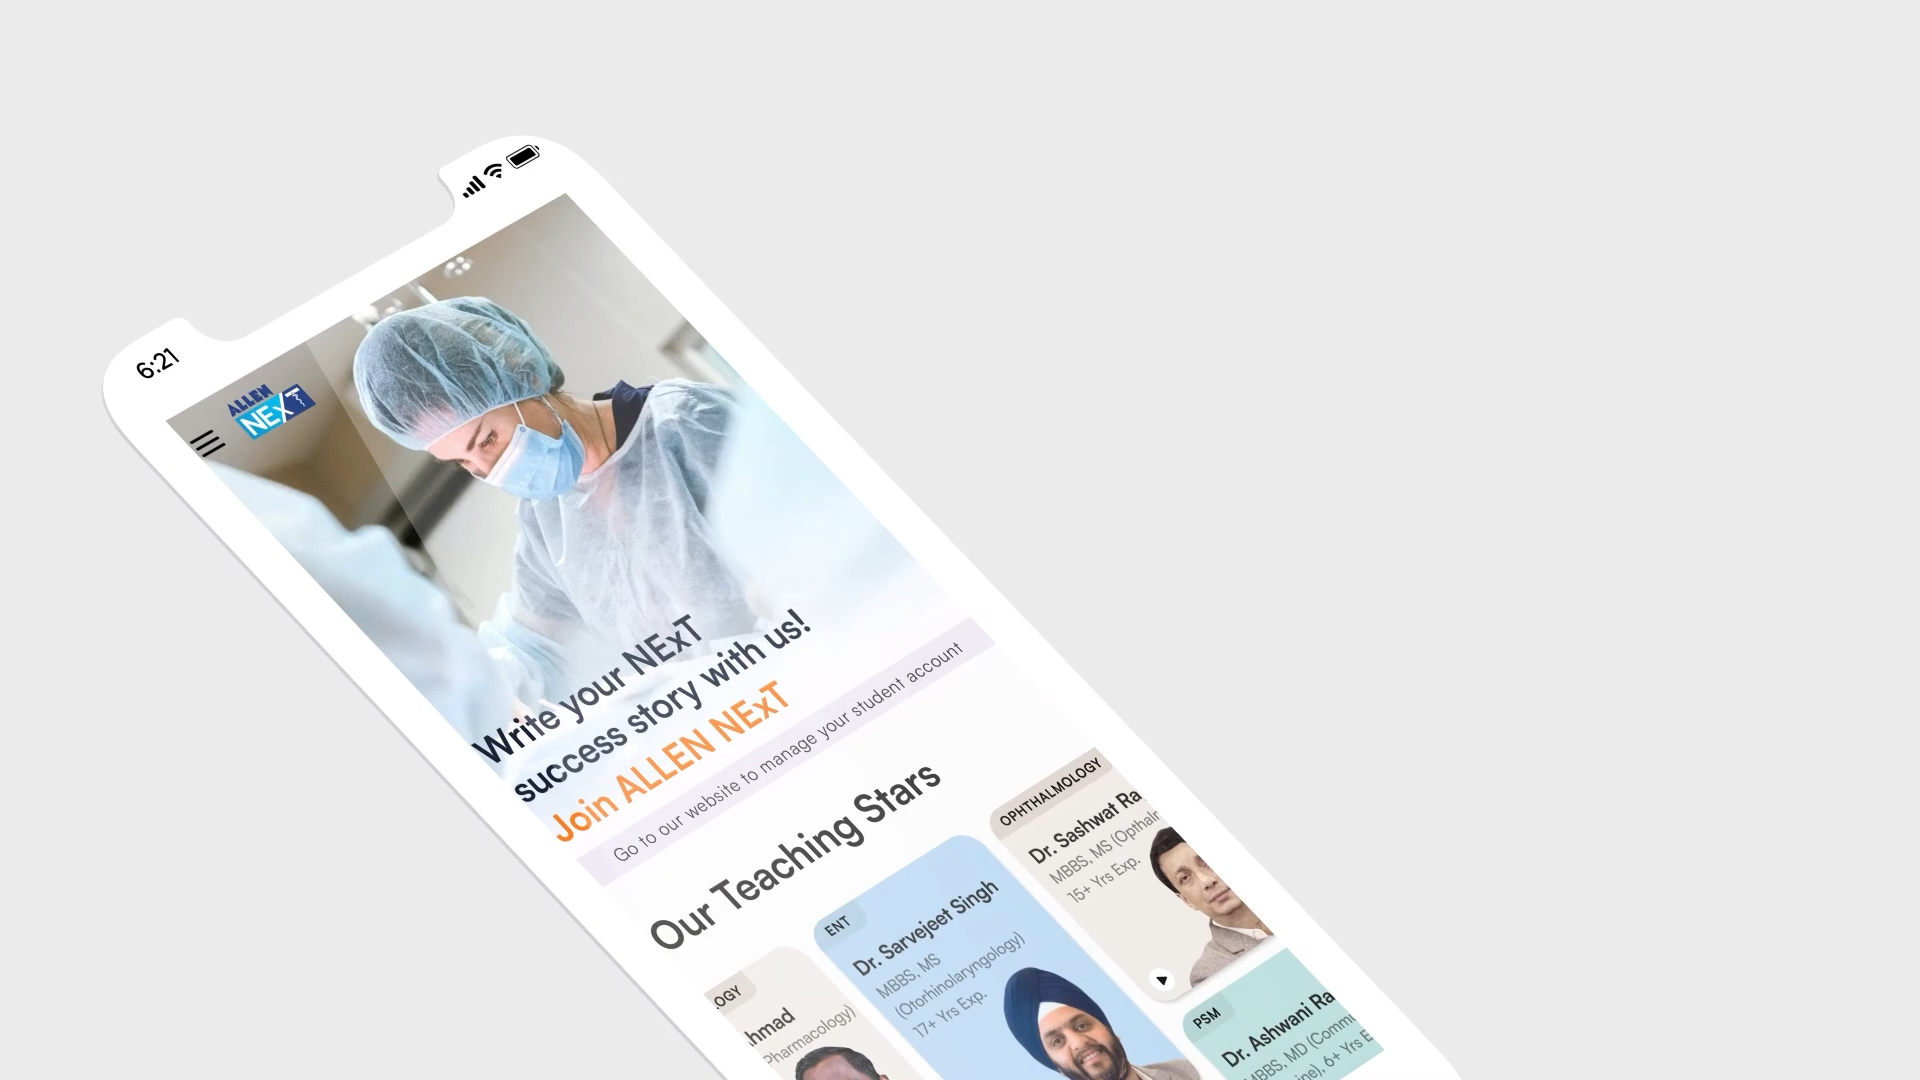 6:21
ALLEN
NExT
Write your NExT
success story with us!
Join ALLEN NExT
Go to our website to manage your student account
Our Teaching Stars
OPHTHALMOLOGY
Dr. Sashwat Ra
MBBS, MS (Opthalm
15+ Yrs Exp.
ENT
Dr. Sarvejeet Singh
MBBS, MS
(Otorhinolaryngology)
17+ Yrs Exp.
OGY
hmad
Pharmacology)
PSM
Dr. Ashwani Ra
MBBS, MD (Comm
ine), 6+ Yrs E